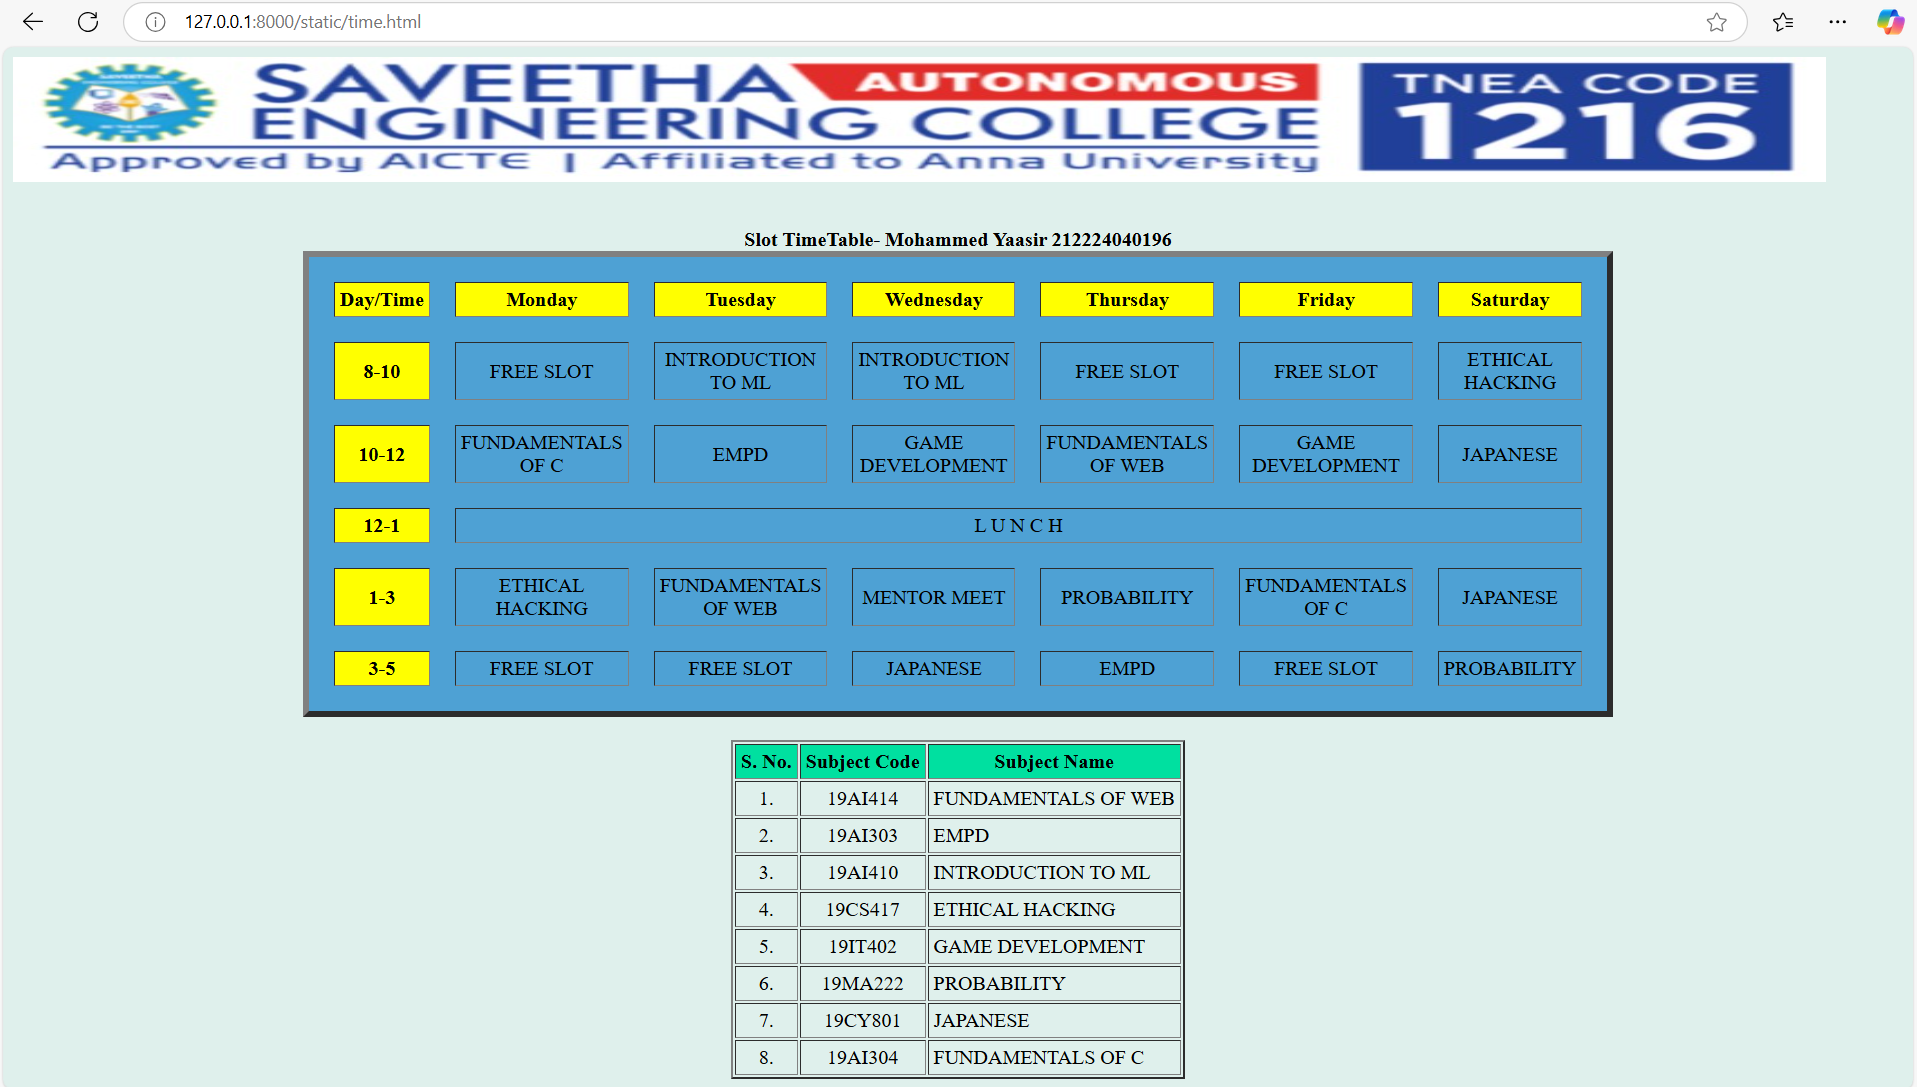 127.0.0.1:8000/static/time.html
SAVEETHA AUTONOMOUS
ENGINEERING COLLEGE
Approved by AICTE | Affiliated to Anna University
TNEA CODE
1216
Slot TimeTable- Mohammed Yaasir 212224040196
Day/Time Monday Tuesday Wednesday Thursday Friday Saturday
8-10 FREE SLOT INTRODUCTION TO ML INTRODUCTION TO ML FREE SLOT FREE SLOT ETHICAL HACKING
10-12 FUNDAMENTALS OF C EMPD GAME DEVELOPMENT FUNDAMENTALS OF WEB GAME DEVELOPMENT JAPANESE
12-1 L U N C H
1-3 ETHICAL HACKING FUNDAMENTALS OF WEB MENTOR MEET PROBABILITY FUNDAMENTALS OF C JAPANESE
3-5 FREE SLOT FREE SLOT JAPANESE EMPD FREE SLOT PROBABILITY
S. No. Subject Code Subject Name
1. 19AI414 FUNDAMENTALS OF WEB
2. 19AI303 EMPD
3. 19AI410 INTRODUCTION TO ML
4. 19CS417 ETHICAL HACKING
5. 19IT402 GAME DEVELOPMENT
6. 19MA222 PROBABILITY
7. 19CY801 JAPANESE
8. 19AI304 FUNDAMENTALS OF C